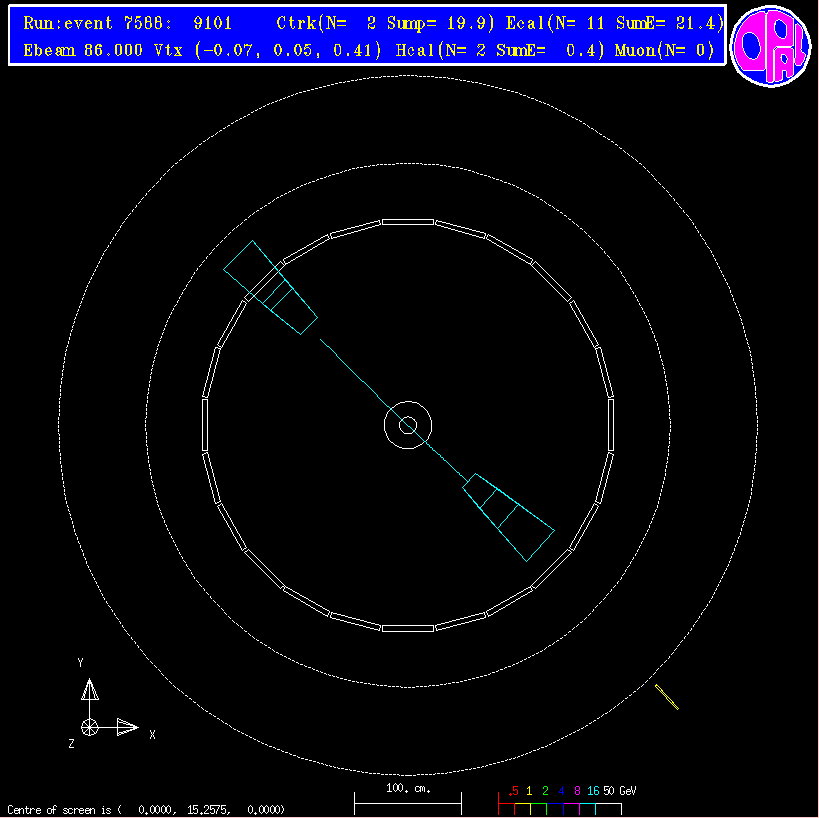 Run:event 7588: 9101 Ctrk(N= 2 Sump= 19.9) Ecal(N= 11 SumE= 21.4)
Ebeam 86.000 Vtx (-0.07, 0.05, 0.41) Hcal(N= 2 SumE= 0.4) Muon(N= 0)
OPAL
Y
X
Z
100. cm.
.5 1 2 4 8 16 50 GeV
Centre of screen is ( 0.0000, 15.2575, 0.0000)